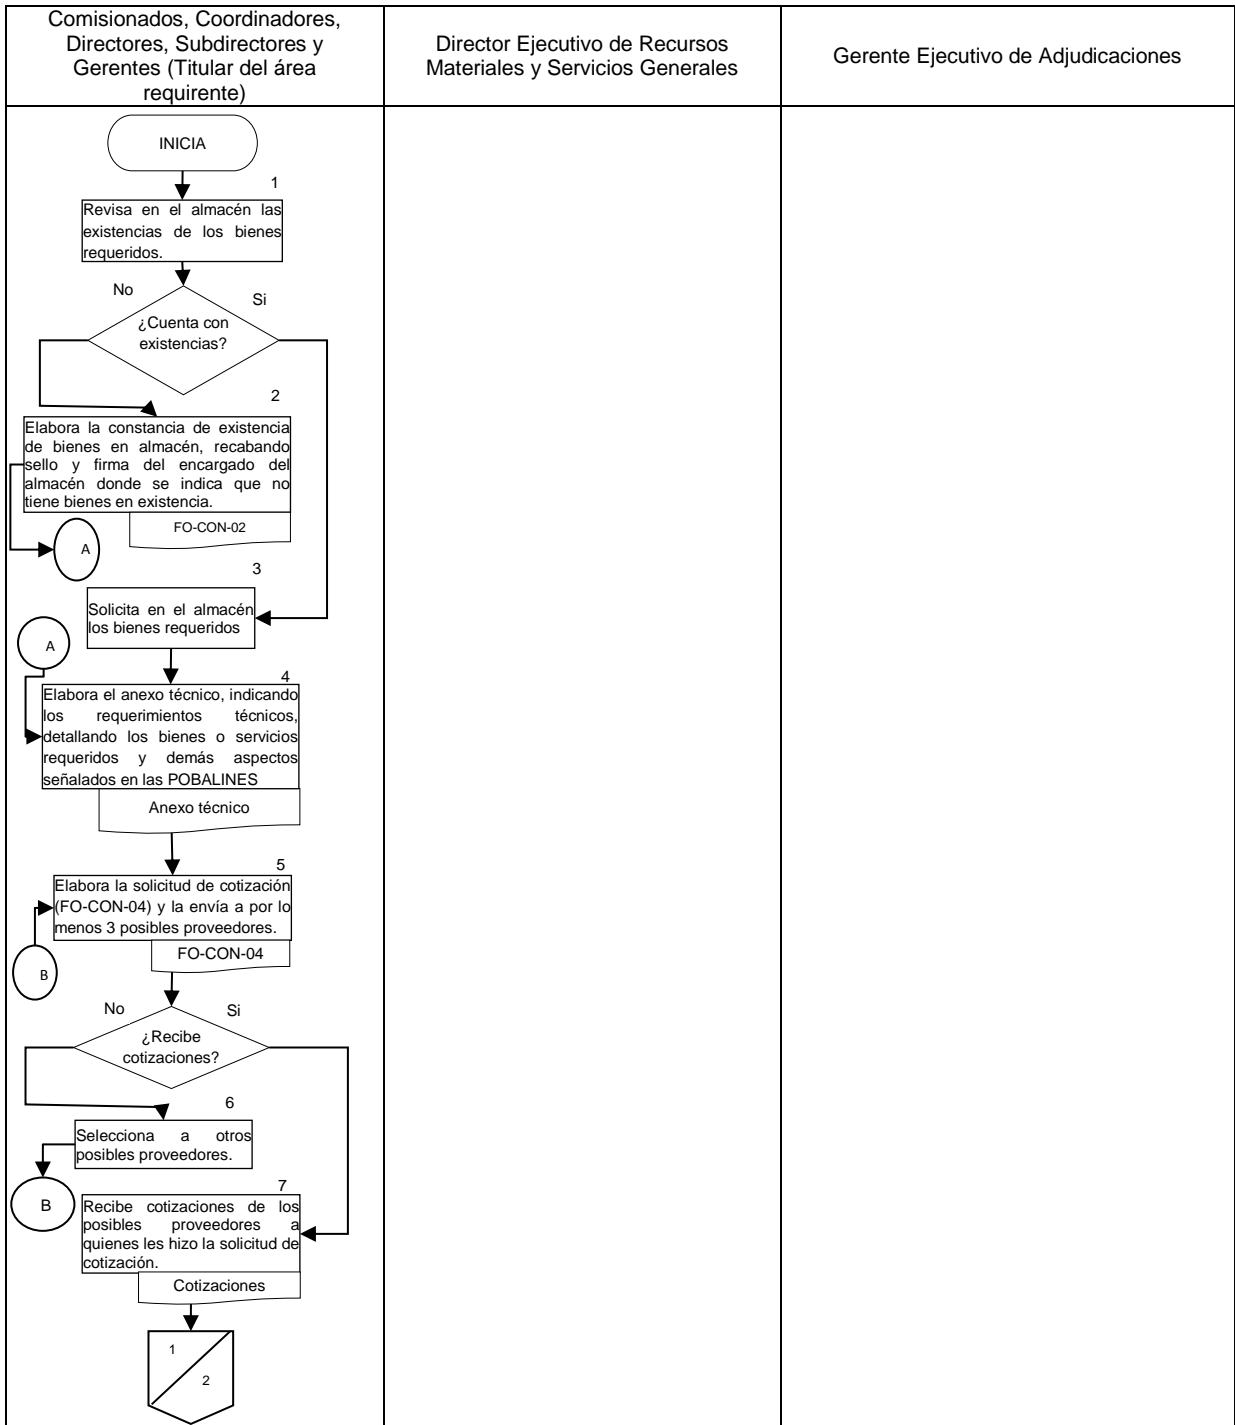 Comisionados, Coordinadores,
Directores, Subdirectores y
Gerentes (Titular del área
requirente)
Director Ejecutivo de Recursos
Materiales y Servicios Generales
Gerente Ejecutivo de Adjudicaciones
INICIA
1
Revisa en el almacén las
existencias de los bienes
requeridos.
No
Si
¿Cuenta con
existencias?
2
Elabora la constancia de existencia
de bienes en almacén, recabando
sello y firma del encargado del
almacén donde se indica que no
tiene bienes en existencia.
FO-CON-02
A
3
Solicita en el almacén
los bienes requeridos
A
4
Elabora el anexo técnico, indicando
los requerimientos técnicos,
detallando los bienes o servicios
requeridos y demás aspectos
señalados en las POBALINES
Anexo técnico
5
Elabora la solicitud de cotización
(FO-CON-04) y la envía a por lo
menos 3 posibles proveedores.
FO-CON-04
B
No
Si
¿Recibe
cotizaciones?
6
Selecciona a otros
posibles proveedores.
B
7
Recibe cotizaciones de los
posibles proveedores a
quienes les hizo la solicitud de
cotización.
Cotizaciones
1
2